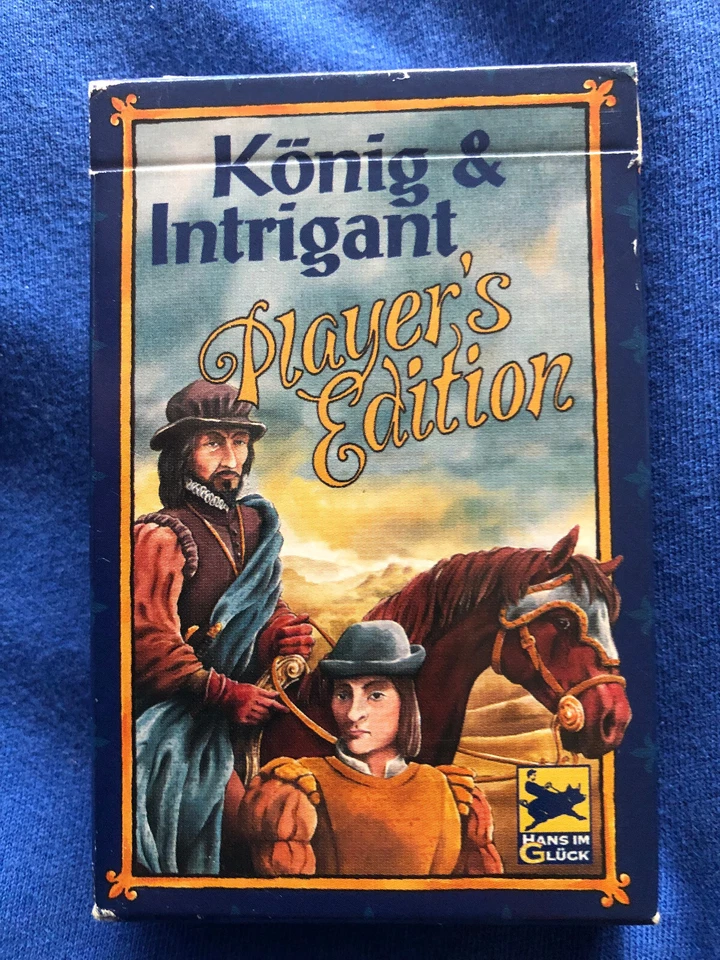 König &
Intrigant
Player's
Edition
HANS IM
GLÜCK